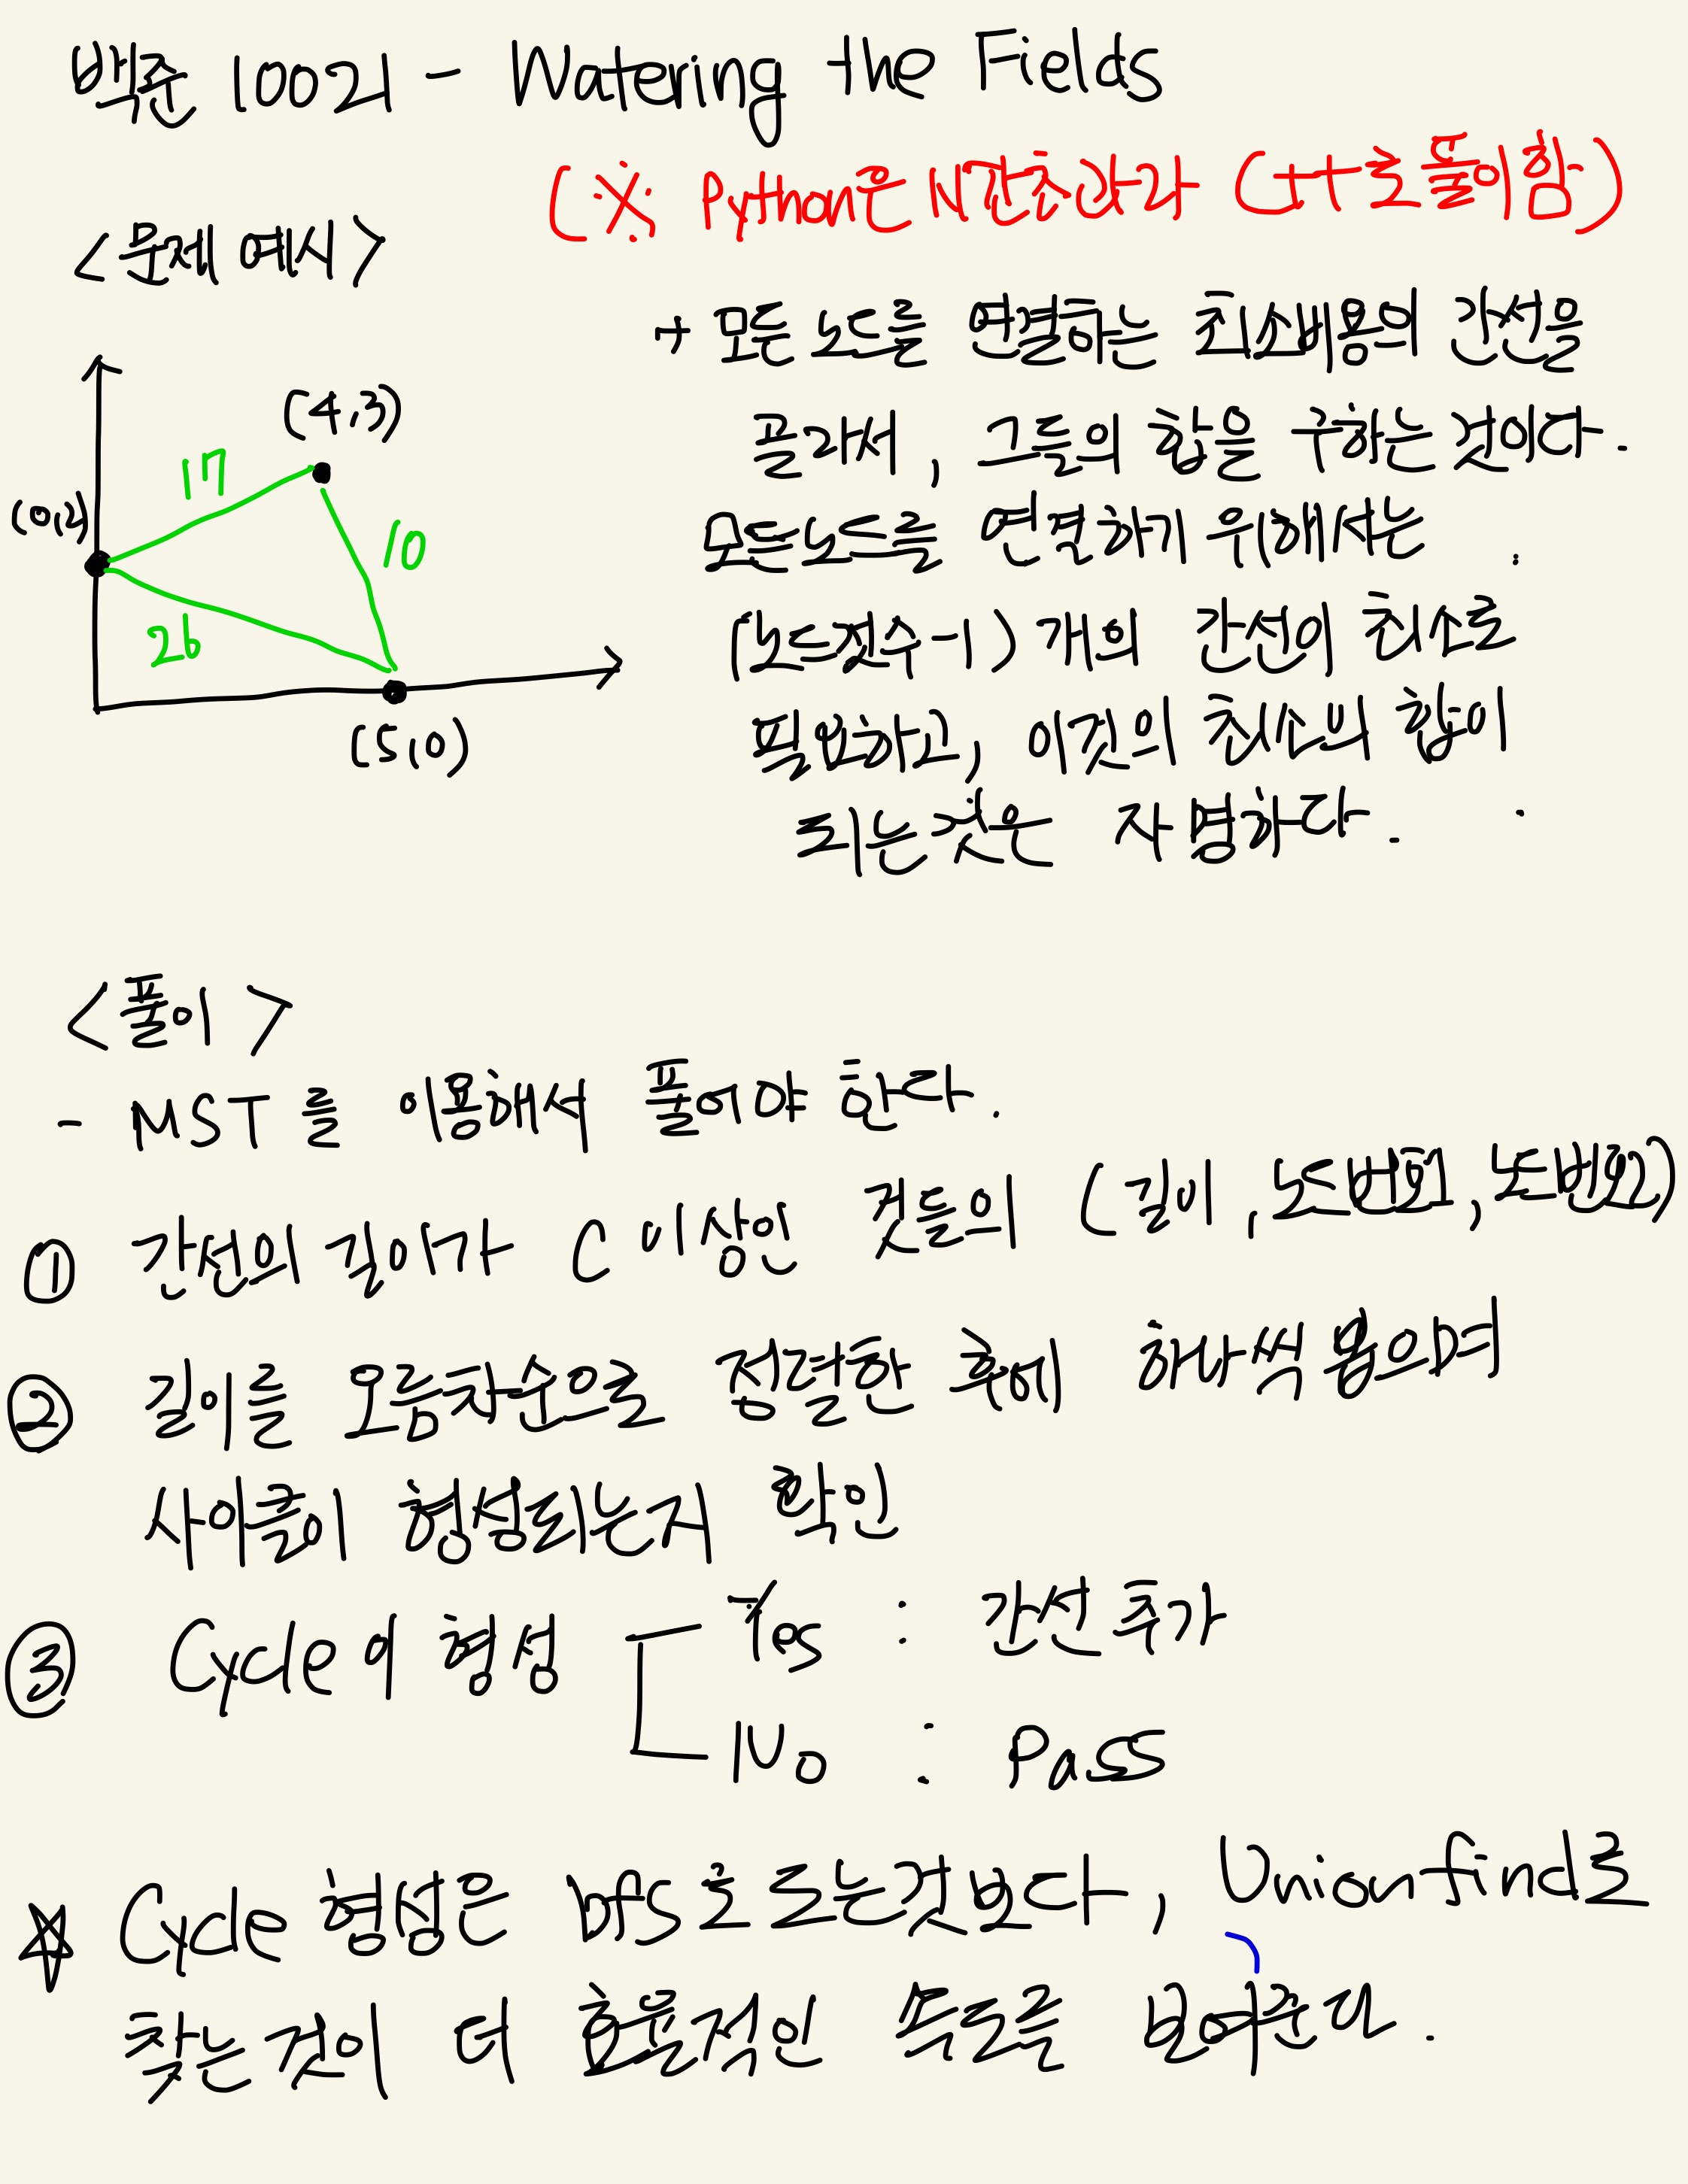 백준 10021 - Watering the Fields
(※ Python은 시간초과라 C++로 풀이함)
<문제 예시>
→ 모든 노드를 연결하는 최소비용의 간선을
골라서, 그들의 합을 구하는 것이다.
모든노드를 연결하기 위해서는
(노드갯수-1) 개의 간선이 최소로
필요하고, 이것의 최소의 합이
되는것은 자명하다.
(4,3)
17
(0,2)
10
26
(5,0)
<풀이>
- MST를 이용해서 풀어야 한다.
① 간선의 길이가 C 이상인 것들의 (길이, 노드번호1, 노드번호2)
② 길이를 오름차순으로 정렬한 후에 하나씩 뽑으며
사이클이 형성되는지 확인
③ Cycle이 형성
Yes : 간선 추가
No : Pass
☆ Cycle 형성은 Dfs로 도는것보다, Unionfind로
찾는 것이 더 효율적인 속도를 보여준다.